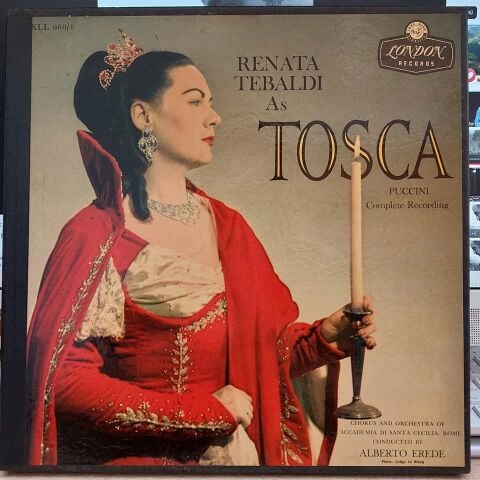 XLL 660/1
LONDON
RECORDS
RENATA
TEBALDI
As
TOSCA
PUCCINI
Complete Recording
CHORUS AND ORCHESTRA OF
L'ACCADEMIA DI SANTA CECILIA, ROME
CONDUCTED BY
ALBERTO EREDE